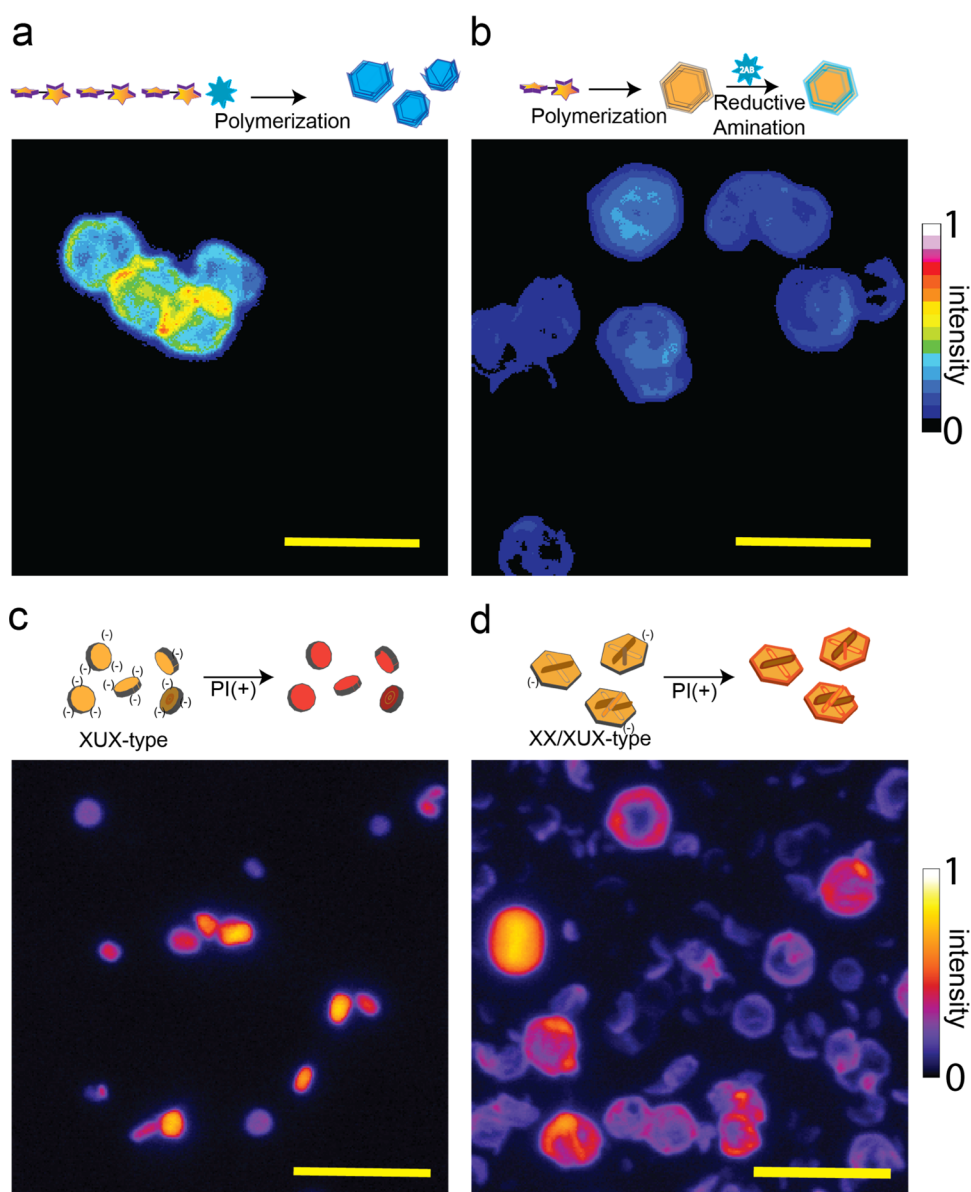 a
Polymerization
b
2AB
Polymerization
Reductive
Amination
1
intensity
0
c
(-)
(-)
(-)
(-)
(-)
(-)
(-)
(-)
(-)
(-)
(-)
PI(+)
XUX-type
d
(-)
(-)
(-)
PI(+)
XX/XUX-type
1
intensity
0